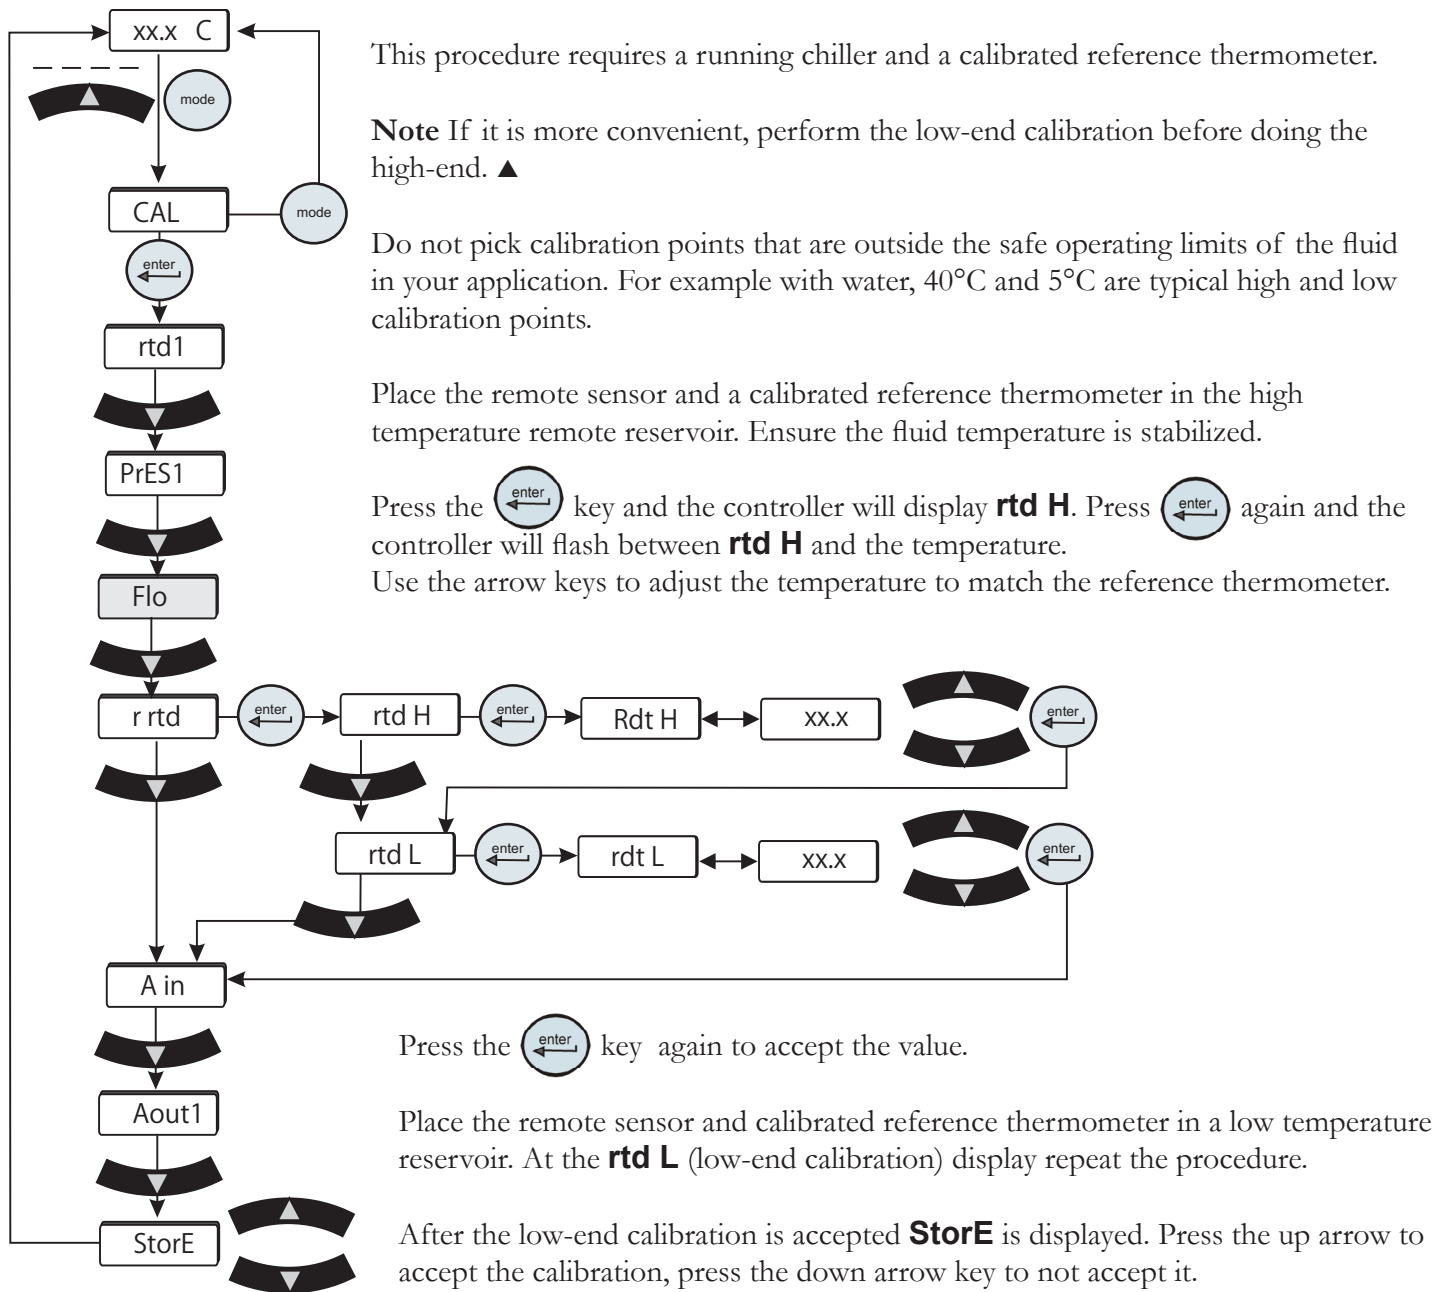 xx.x C
mode
CAL
mode
enter
rtd1
PrES1
Flo
This procedure requires a running chiller and a calibrated reference thermometer.
Note If it is more convenient, perform the low-end calibration before doing the
high-end. ▲
Do not pick calibration points that are outside the safe operating limits of the fluid
in your application. For example with water, 40°C and 5°C are typical high and low
calibration points.
Place the remote sensor and a calibrated reference thermometer in the high
temperature remote reservoir. Ensure the fluid temperature is stabilized.
Press the enter key and the controller will display rtd H. Press enter again and the
controller will flash between rtd H and the temperature.
Use the arrow keys to adjust the temperature to match the reference thermometer.
r rtd enter rtd H enter Rdt H xx.x enter
rtd L enter rdt L xx.x enter
A in
Aout1
StorE
Press the enter key again to accept the value.
Place the remote sensor and calibrated reference thermometer in a low temperature
reservoir. At the rtd L (low-end calibration) display repeat the procedure.
After the low-end calibration is accepted StorE is displayed. Press the up arrow to
accept the calibration, press the down arrow key to not accept it.